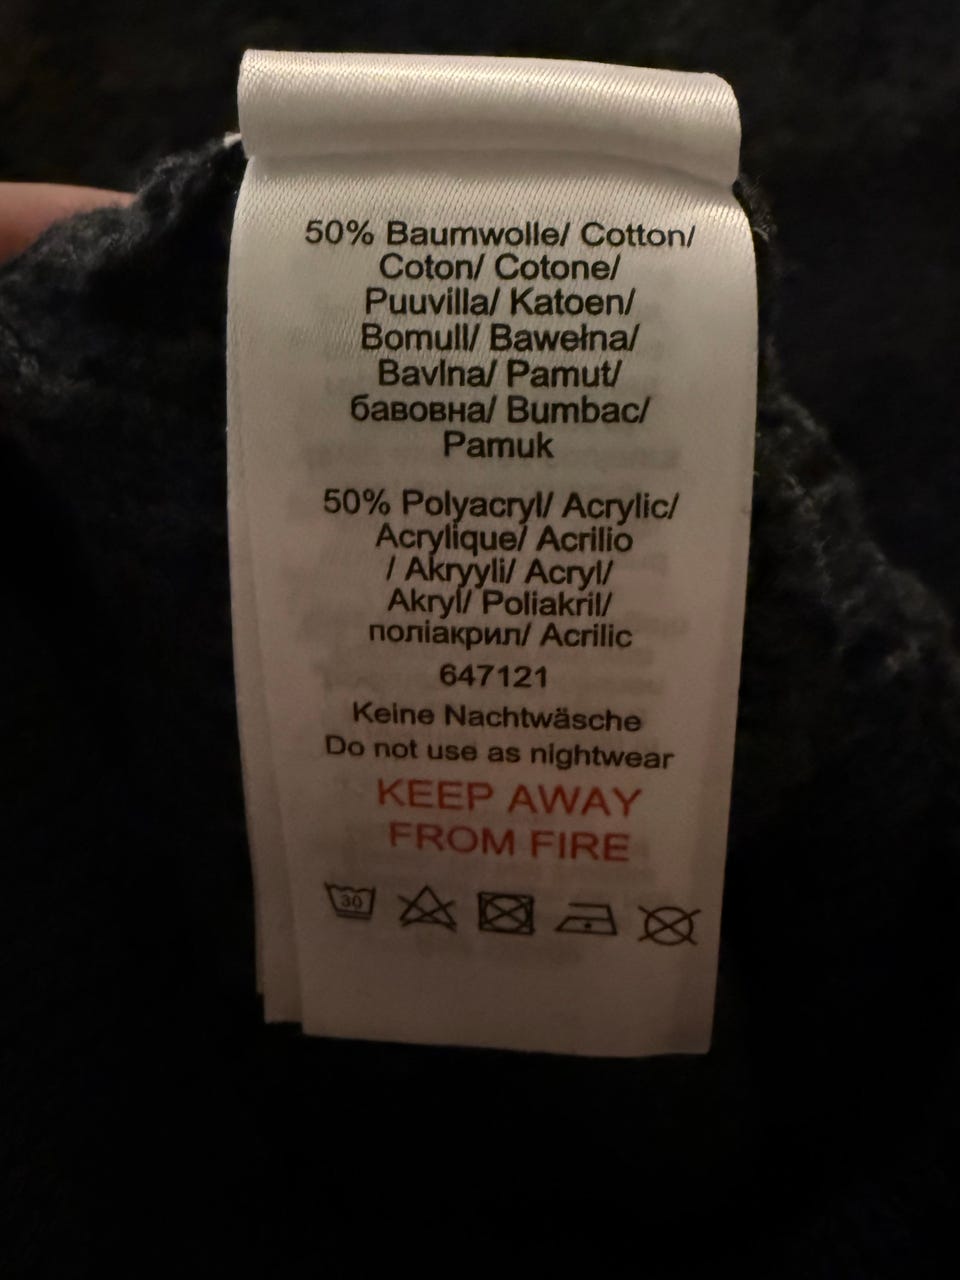 50% Baumwolle/ Cotton/
Coton/ Cotone/
Puuvilla/ Katoen/
Bomull/ Bawełna/
Bavlna/ Pamut/
бавовна/ Bumbac/
Pamuk
50% Polyacryl/ Acrylic/
Acrylique/ Acrilio
/ Akryyli/ Acryl/
Akryl/ Poliakril/
поліакрил/ Acrilic
647121
Keine Nachtwäsche
Do not use as nightwear
KEEP AWAY
FROM FIRE
30